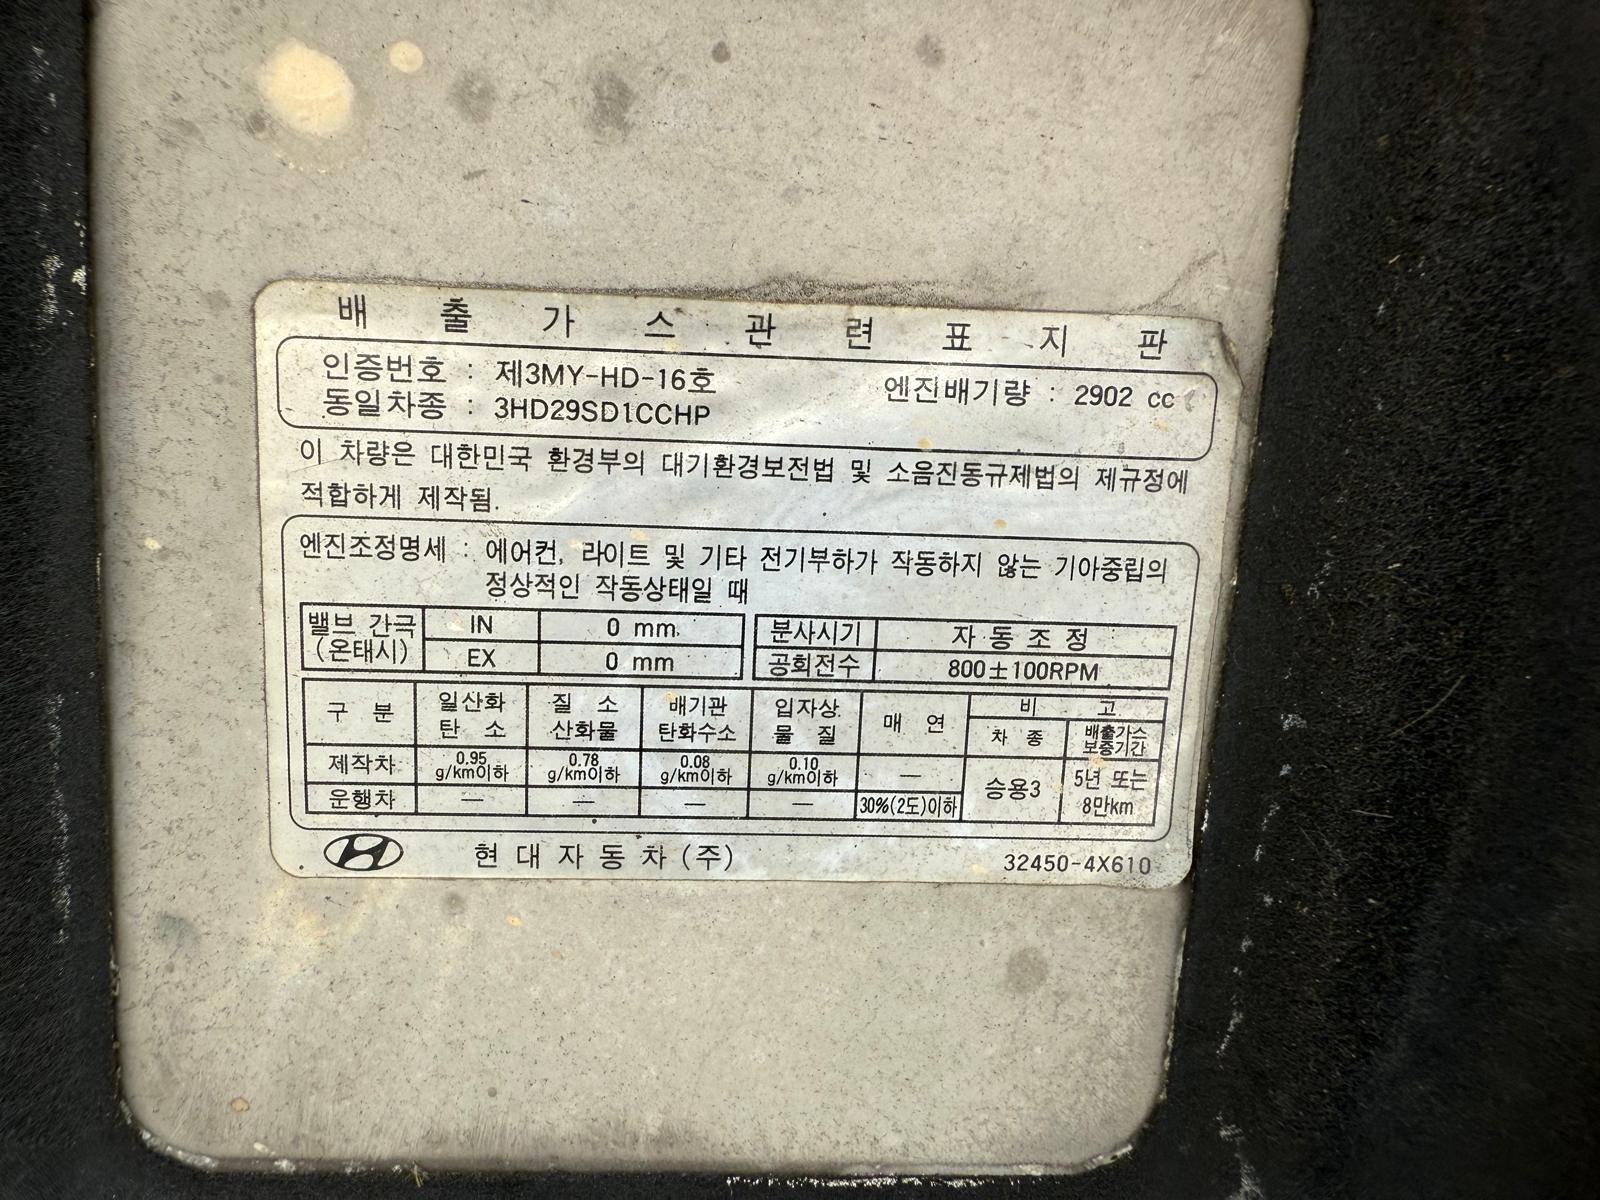 배 출 가 스 관 련 표 지 판
인증번호 : 제3MY-HD-16호 엔진배기량 : 2902 cc
동일차종 : 3HD29SD1CCHP
이 차량은 대한민국 환경부의 대기환경보전법 및 소음진동규제법의 제규정에
적합하게 제작됨.
엔진조정명세 : 에어컨, 라이트 및 기타 전기부하가 작동하지 않는 기아중립의
정상적인 작동상태일 때
밸브 간극 IN 0 mm 분사시기 자 동 조 정
(온태시) EX 0 mm 공회전수 800±100RPM
구 분 일산화 탄 소 질 소 산화물 배기관 탄화수소 입자상 물 질 매 연 비 고
차 종 배출가스 보증기간
제작차 0.95 g/km이하 0.78 g/km이하 0.08 g/km이하 0.10 g/km이하 — 승용3 5년 또는 8만km
운행차 — — — — 30%(2도)이하
현 대 자 동 차 (주) 32450-4X610